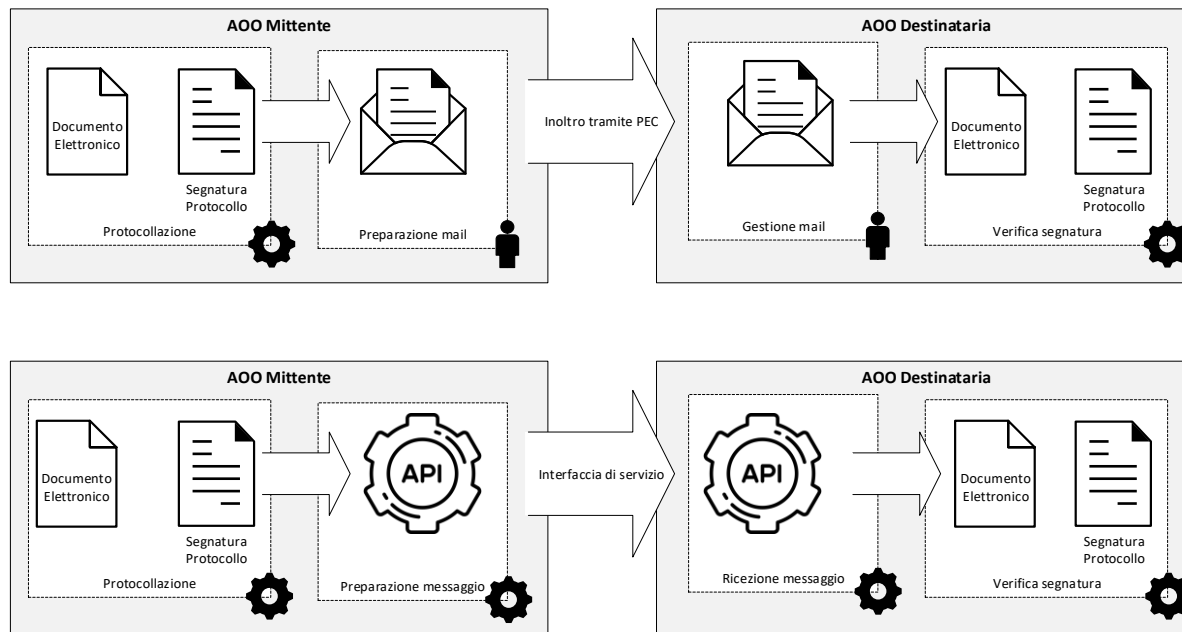 AOO Mittente
Documento
Elettronico
Segnatura
Protocollo
Protocollazione
Preparazione mail
Inoltro tramite PEC
AOO Destinataria
Gestione mail
Documento
Elettronico
Segnatura
Protocollo
Verifica segnatura
AOO Mittente
Documento
Elettronico
Segnatura
Protocollo
Protocollazione
API
Preparazione messaggio
Interfaccia di servizio
AOO Destinataria
API
Ricezione messaggio
Documento
Elettronico
Segnatura
Protocollo
Verifica segnatura